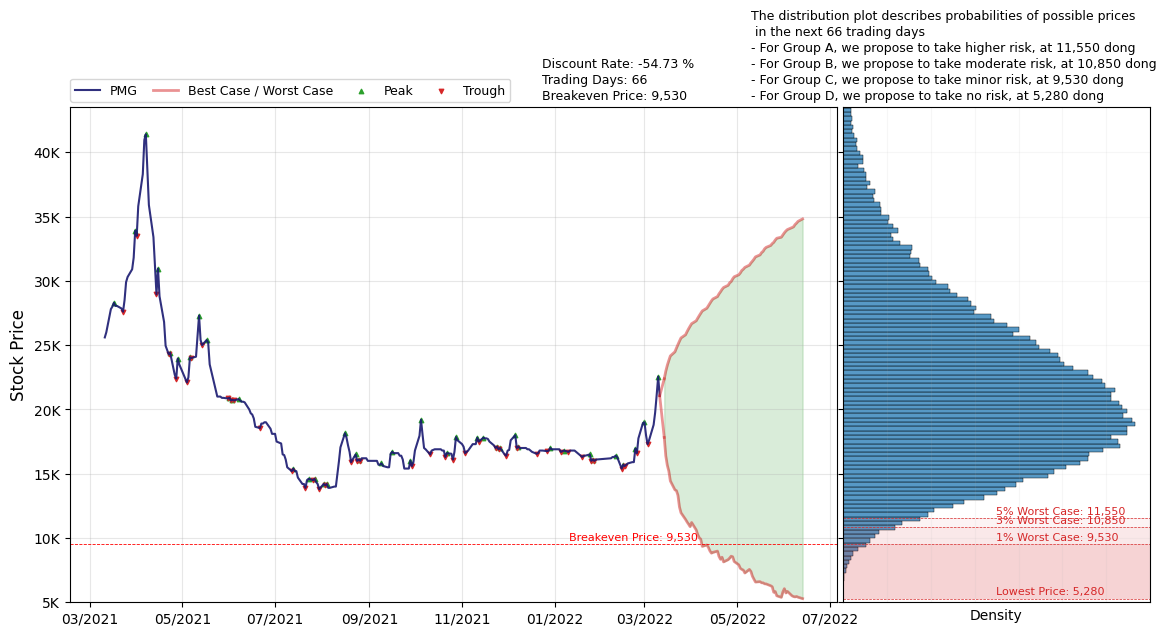 The distribution plot describes probabilities of possible prices
in the next 66 trading days
- For Group A, we propose to take higher risk, at 11,550 dong
- For Group B, we propose to take moderate risk, at 10,850 dong
- For Group C, we propose to take minor risk, at 9,530 dong
- For Group D, we propose to take no risk, at 5,280 dong
Discount Rate: -54.73 %
Trading Days: 66
Breakeven Price: 9,530
PMG Best Case / Worst Case Peak Trough
Stock Price
40K
35K
30K
25K
20K
15K
10K
5K
Breakeven Price: 9,530
03/2021 05/2021 07/2021 09/2021 11/2021 01/2022 03/2022 05/2022 07/2022
5% Worst Case: 11,550
3% Worst Case: 10,850
1% Worst Case: 9,530
Lowest Price: 5,280
Density